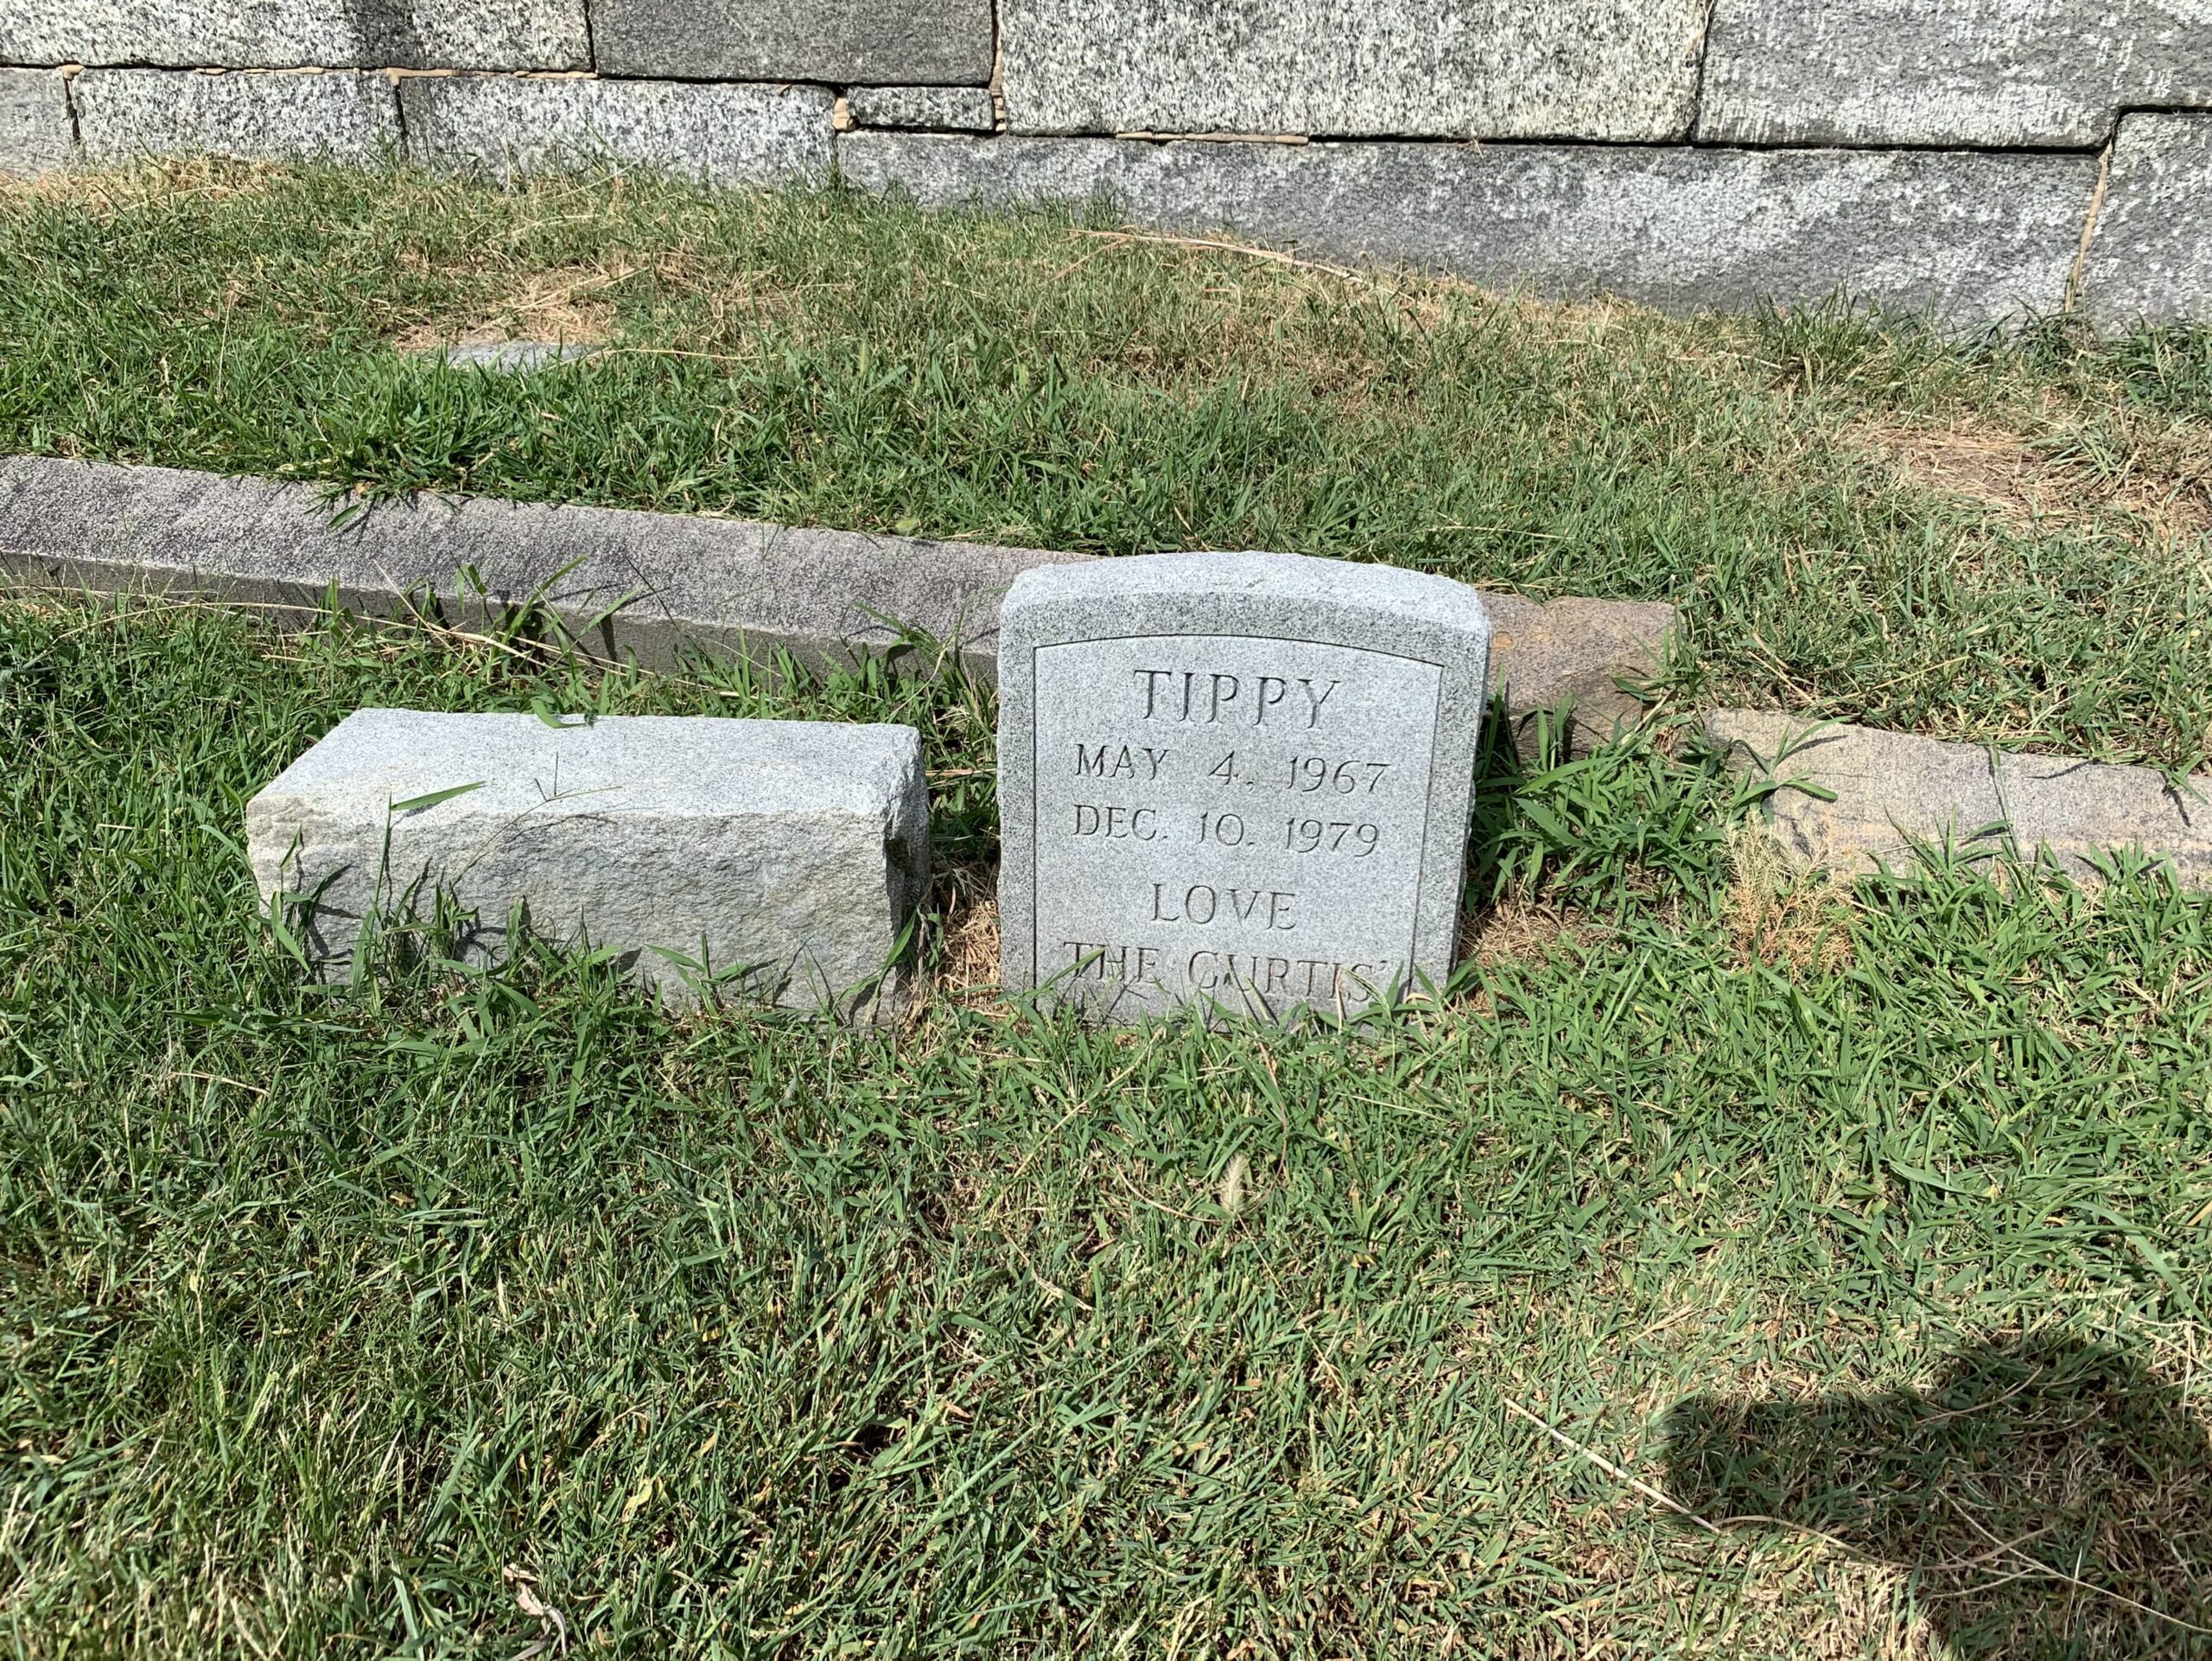 TIPPY
MAY 4, 1967
DEC. 10, 1979
LOVE
THE CURTIS'